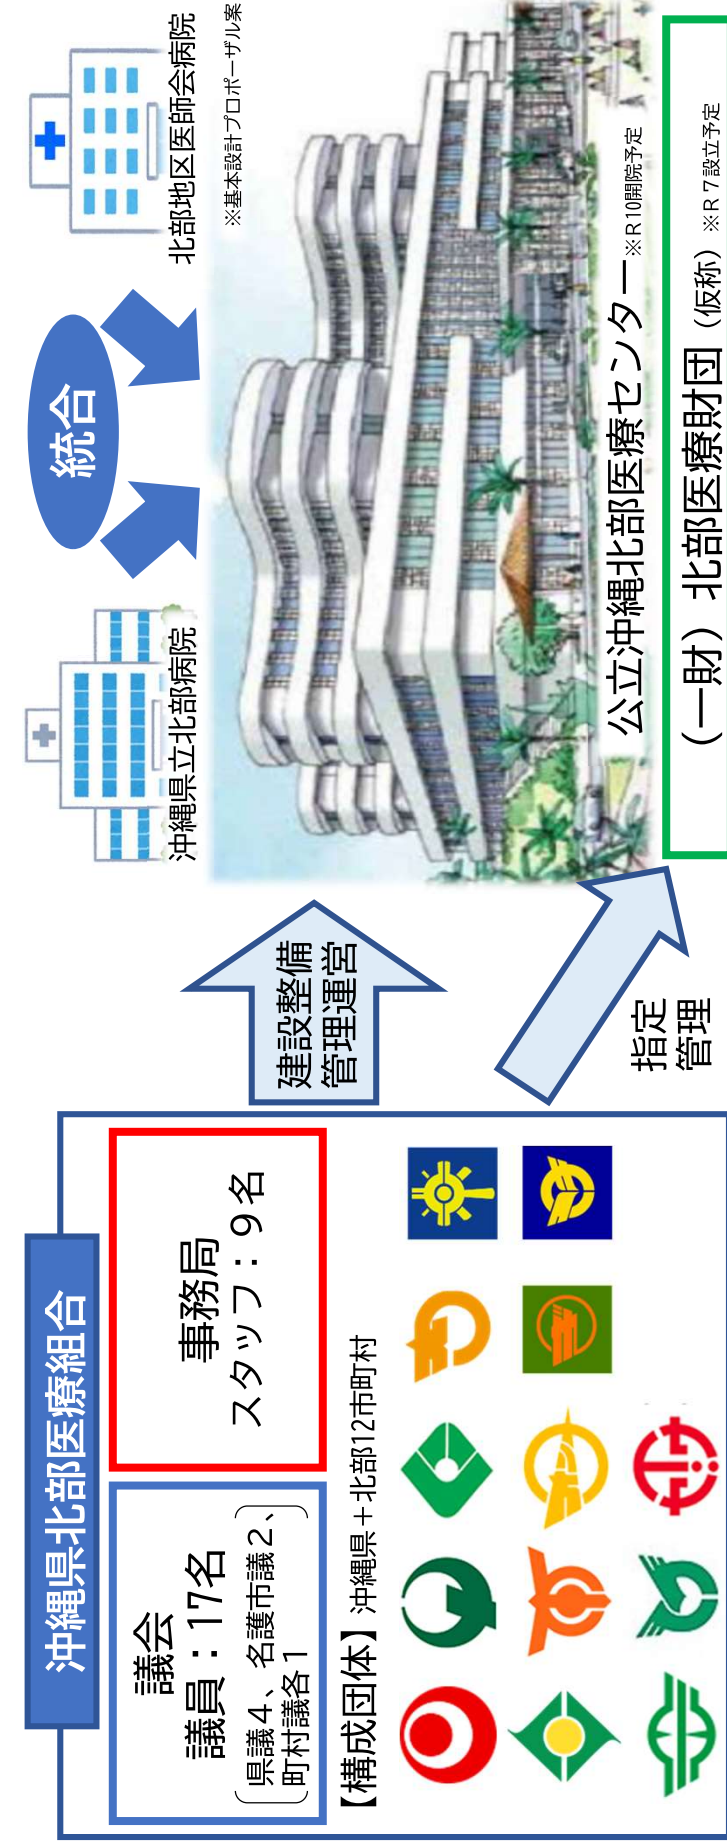 沖縄県北部医療組合
議会
議員：17名
県議４、名護市議２、
町村議各１
事務局
スタッフ：９名
【構成団体】沖縄県＋北部12市町村
建設整備
管理運営
指定
管理
沖縄県立北部病院
統合
北部地区医師会病院
※基本設計プロポーザル案
公立沖縄北部医療センター※R10開院予定
（一財）北部医療財団（仮称）※R７設立予定